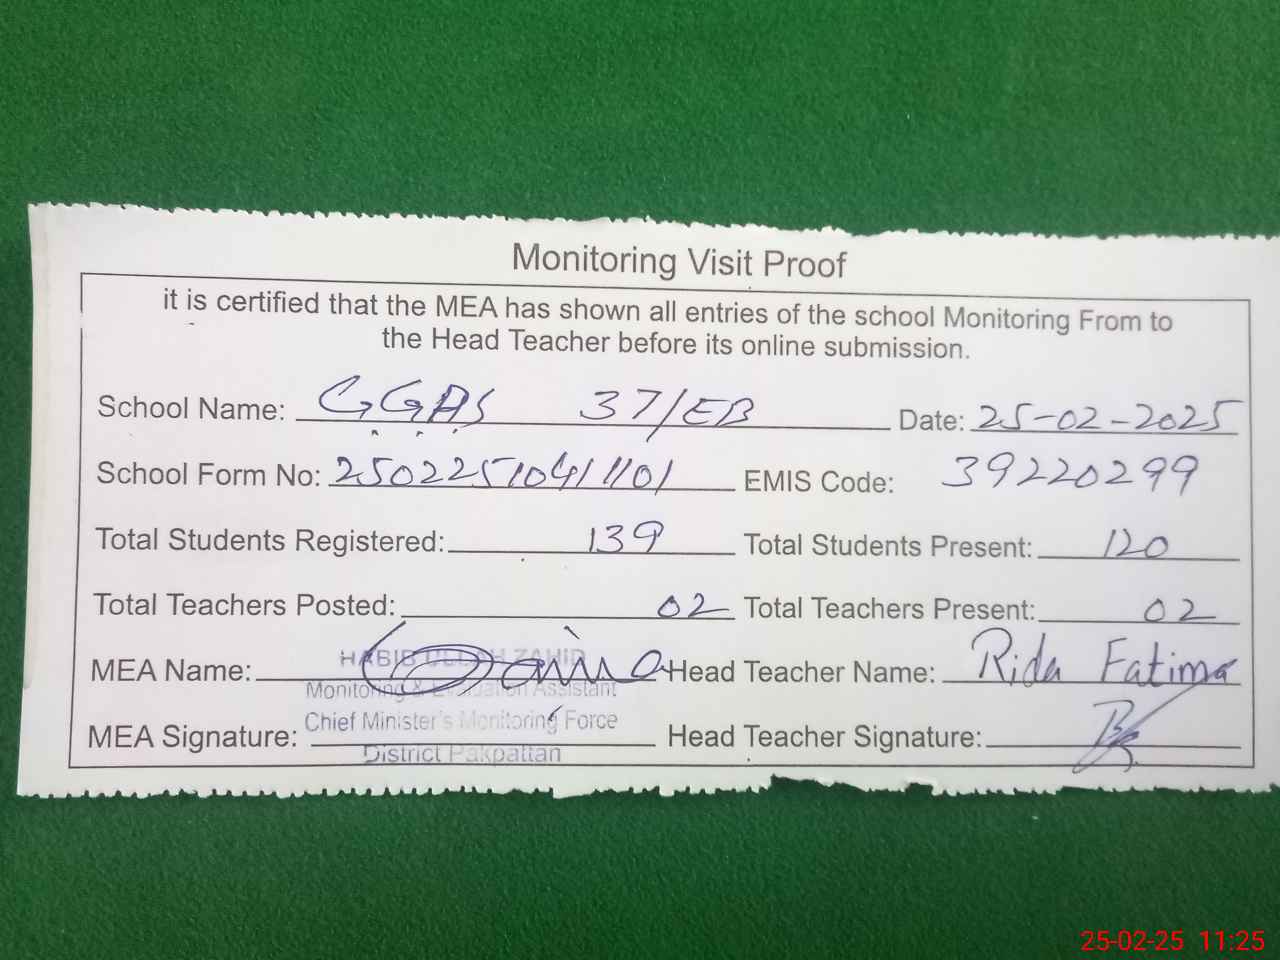 Monitoring Visit Proof
it is certified that the MEA has shown all entries of the school Monitoring From to
the Head Teacher before its online submission.
School Name: GGAS 37/EB Date: 25-02-2025
School Form No: EMIS Code: 39220299
Total Students Registered: 139 Total Students Present: 120
Total Teachers Posted: 02 Total Teachers Present: 02
MEA Name: HABIB ULLAH ZAHID Head Teacher Name: Rida Fatima
Monitoring & Evaluation Assistant
Chief Minister's Monitoring Force
MEA Signature: Head Teacher Signature:
District Pakpattan
25-02-25 11:25